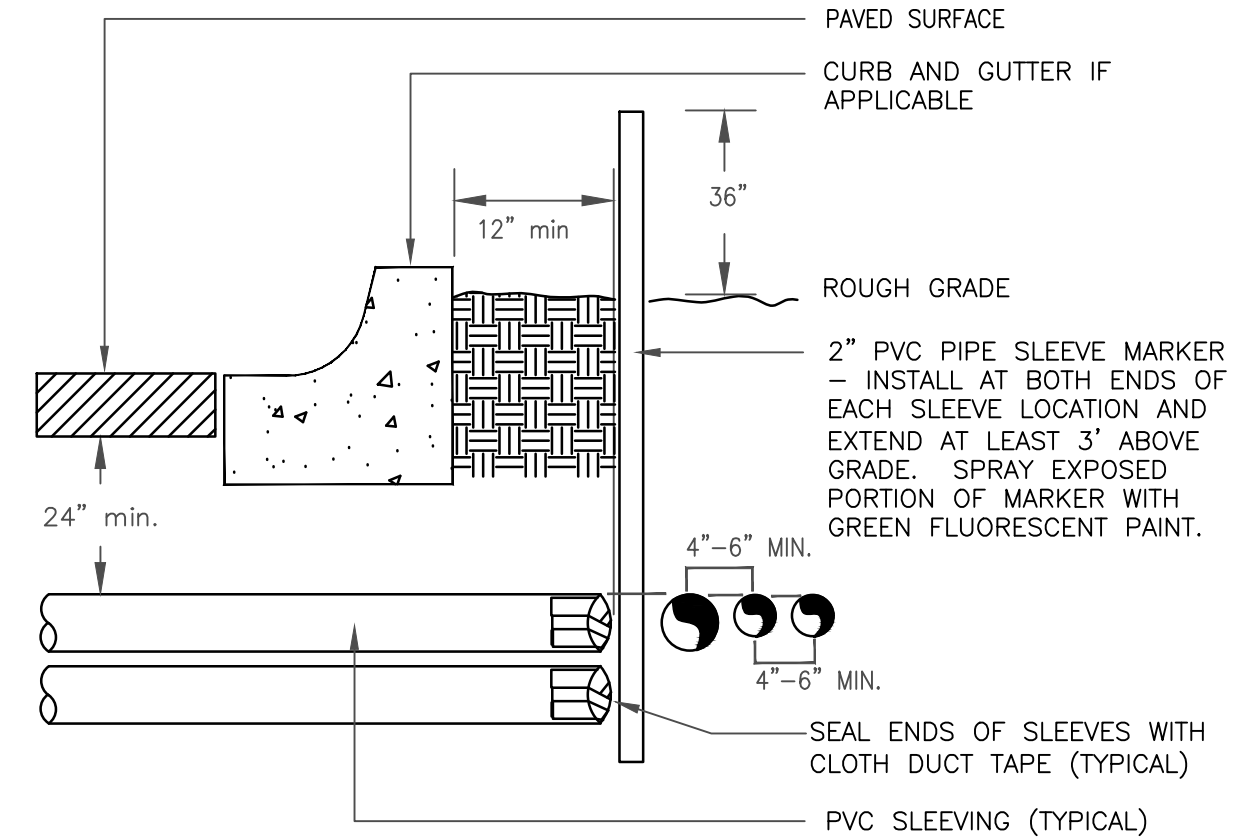 PAVED SURFACE
CURB AND GUTTER IF
APPLICABLE
36”
12” min
ROUGH GRADE
2” PVC PIPE SLEEVE MARKER
– INSTALL AT BOTH ENDS OF
EACH SLEEVE LOCATION AND
EXTEND AT LEAST 3’ ABOVE
GRADE. SPRAY EXPOSED
PORTION OF MARKER WITH
GREEN FLUORESCENT PAINT.
24” min.
4”–6” MIN.
4”–6” MIN.
SEAL ENDS OF SLEEVES WITH
CLOTH DUCT TAPE (TYPICAL)
PVC SLEEVING (TYPICAL)